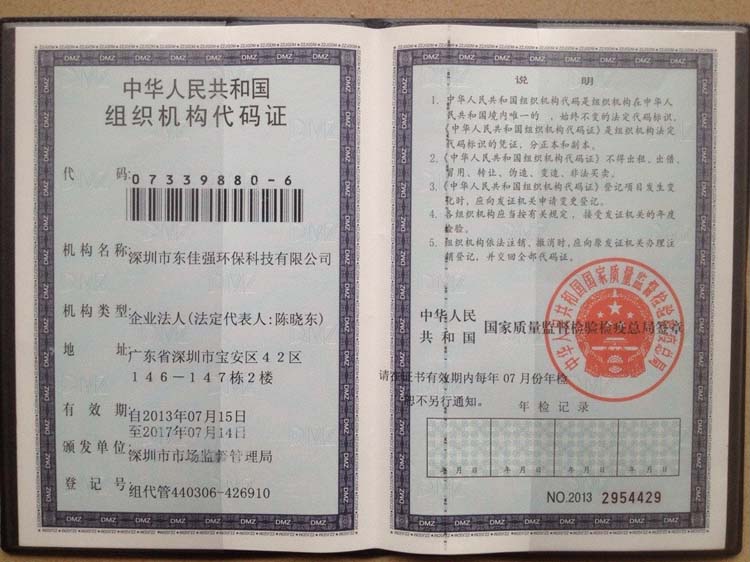 中华人民共和国
组织机构代码证
代 码:
07339880-6
机构名称:
深圳市东佳强环保科技有限公司
机构类型:
企业法人(法定代表人:陈晓东)
地 址:
广东省深圳市宝安区42区
146-147栋2楼
有 效 期:
自2013年07月15日
至2017年07月14日
颁发单位:
深圳市市场监督管理局
登 记 号:
组代管440306-426910
说 明
1. 中华人民共和国组织机构代码是组织机构在中华人
民共和国境内唯一的、始终不变的法定代码标识,
《中华人民共和国组织机构代码证》是组织机构法定
代码标识的凭证,分正本和副本。
2.《中华人民共和国组织机构代码证》不得出租、出借、
冒用、转让、伪造、变造、非法买卖。
3.《中华人民共和国组织机构代码证》登记项目发生变
化时,应向发证机关申请变更登记。
4. 各组织机构应当按有关规定,接受发证机关的年度
检验。
5. 组织机构依法注销、撤消时,应向原发证机关办理注
销登记,并交回全部代码证。
中华人民
共 和 国
国家质量监督检验检疫总局签章
中华人民共和国国家质量监督检验检疫总局
请在证书有效期内每年07月份年检
恕不另行通知。
年 检 记 录
年 月 日
年 月 日
年 月 日
年 月 日
NO.2013 2954429
DMZ